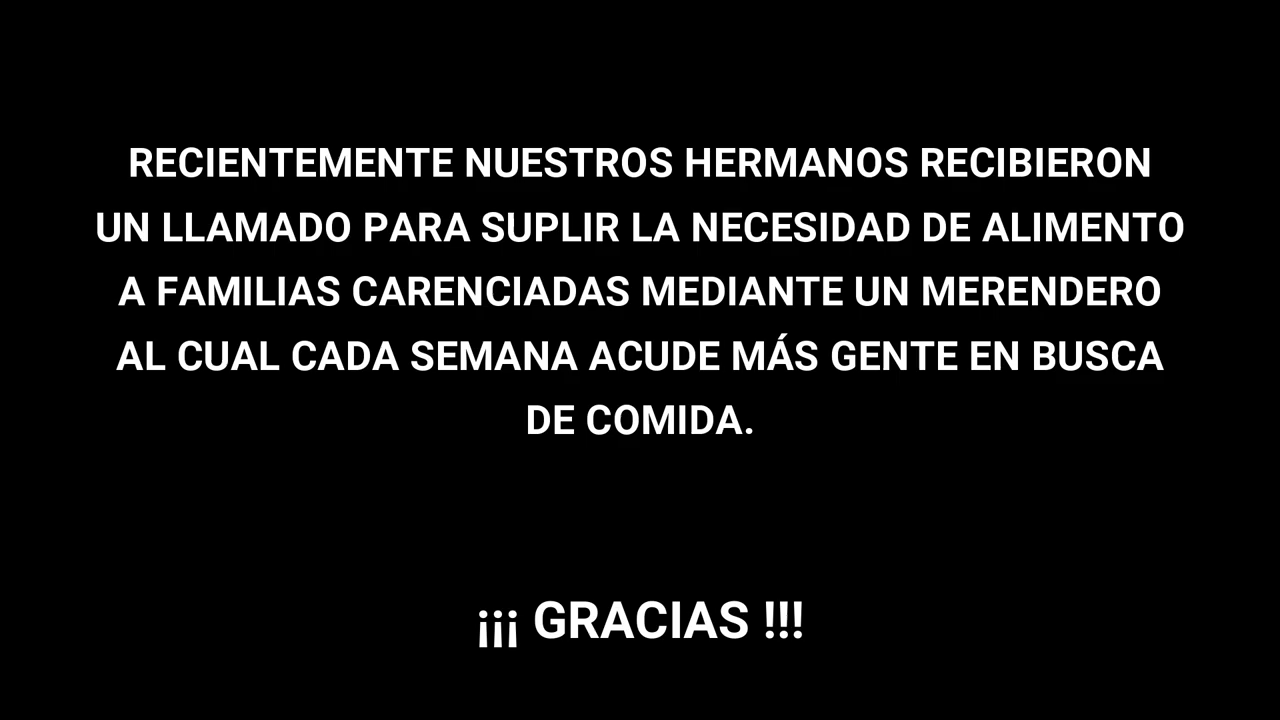 RECIENTEMENTE NUESTROS HERMANOS RECIBIERON
UN LLAMADO PARA SUPLIR LA NECESIDAD DE ALIMENTO
A FAMILIAS CARENCIADAS MEDIANTE UN MERENDERO
AL CUAL CADA SEMANA ACUDE MÁS GENTE EN BUSCA
DE COMIDA.
¡¡¡ GRACIAS !!!